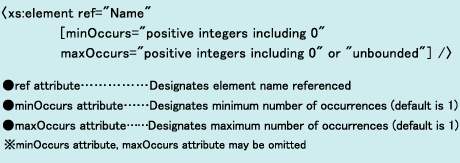 <xs:element ref="Name"
[minOccurs="positive integers including 0"
maxOccurs="positive integers including 0" or "unbounded"] />
●ref attribute……………Designates element name referenced
●minOccurs attribute……Designates minimum number of occurrences (default is 1)
●maxOccurs attribute……Designates maximum number of occurrences (default is 1)
※minOccurs attribute, maxOccurs attribute may be omitted